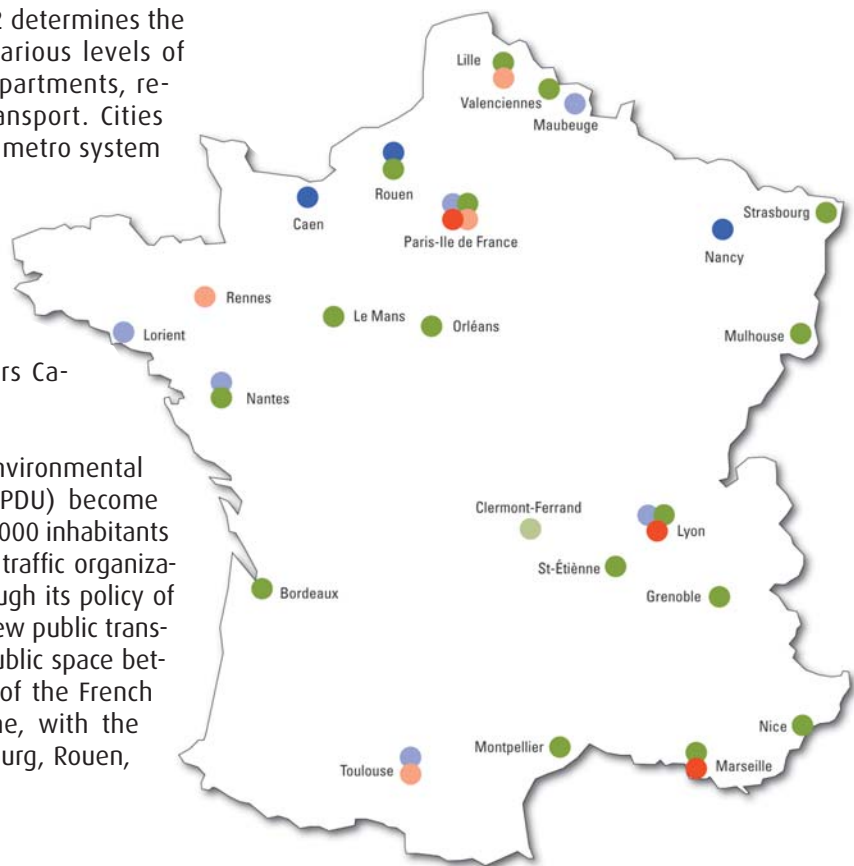 2 determines the
various levels of
partments, re-
ansport. Cities
metro system
rs Ca-
nvironmental
PDU) become
000 inhabitants
traffic organiza-
ugh its policy of
ew public trans-
ublic space bet-
of the French
ne, with the
urg, Rouen,
Lille
Valenciennes
Maubeuge
Rouen
Caen
Paris-Ile de France
Strasbourg
Nancy
Rennes
Le Mans
Orléans
Lorient
Mulhouse
Nantes
Clermont-Ferrand
Lyon
St-Étiènne
Bordeaux
Grenoble
Nice
Montpellier
Toulouse
Marseille